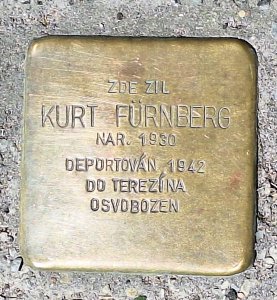 ZDE ŽIL
KURT FÜRNBERG
NAR. 1930
DEPORTOVÁN 1942
DO TEREZÍNA
OSVOBOZEN